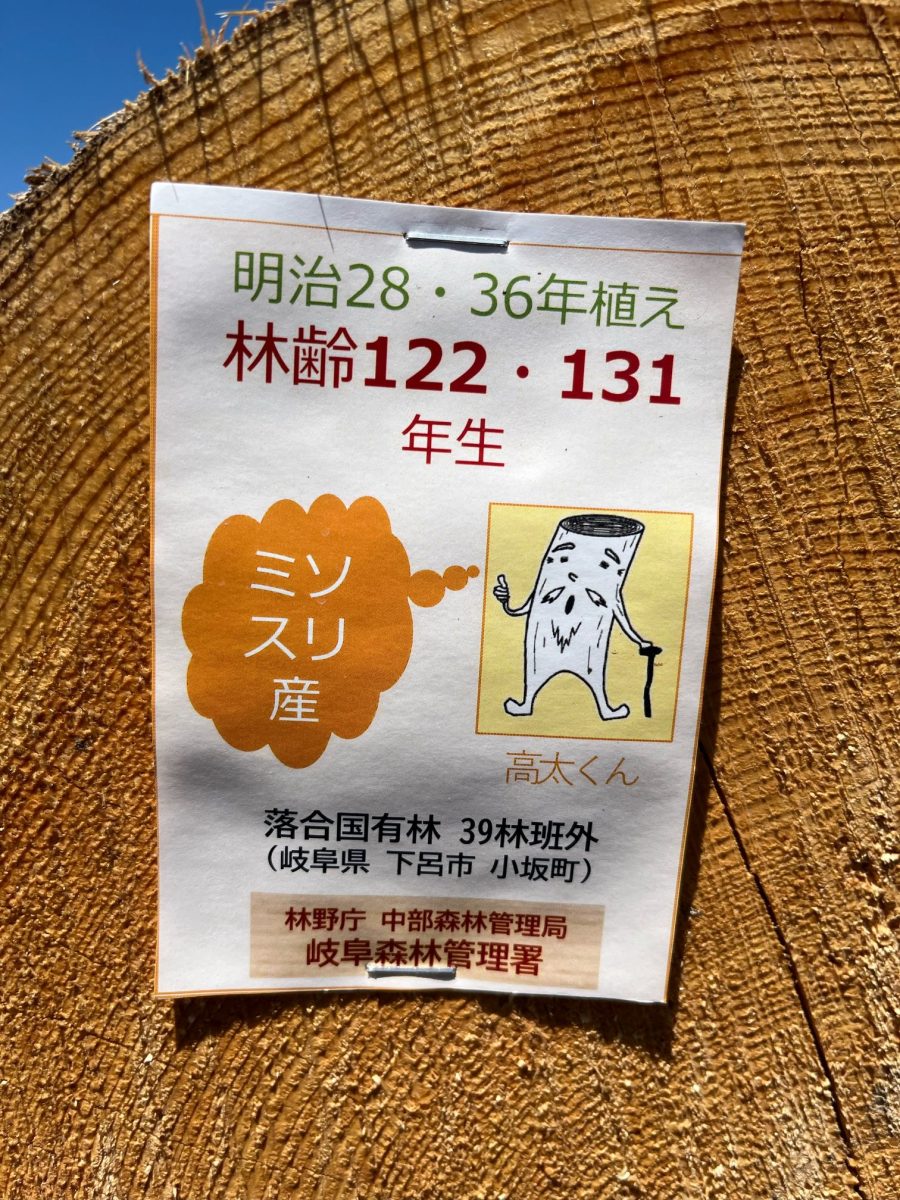 明治28・36年植え
林齢122・131
年生
ミソ
スリ
産
高太くん
落合国有林 39林班外
（岐阜県 下呂市 小坂町）
林野庁 中部森林管理局
岐阜森林管理署